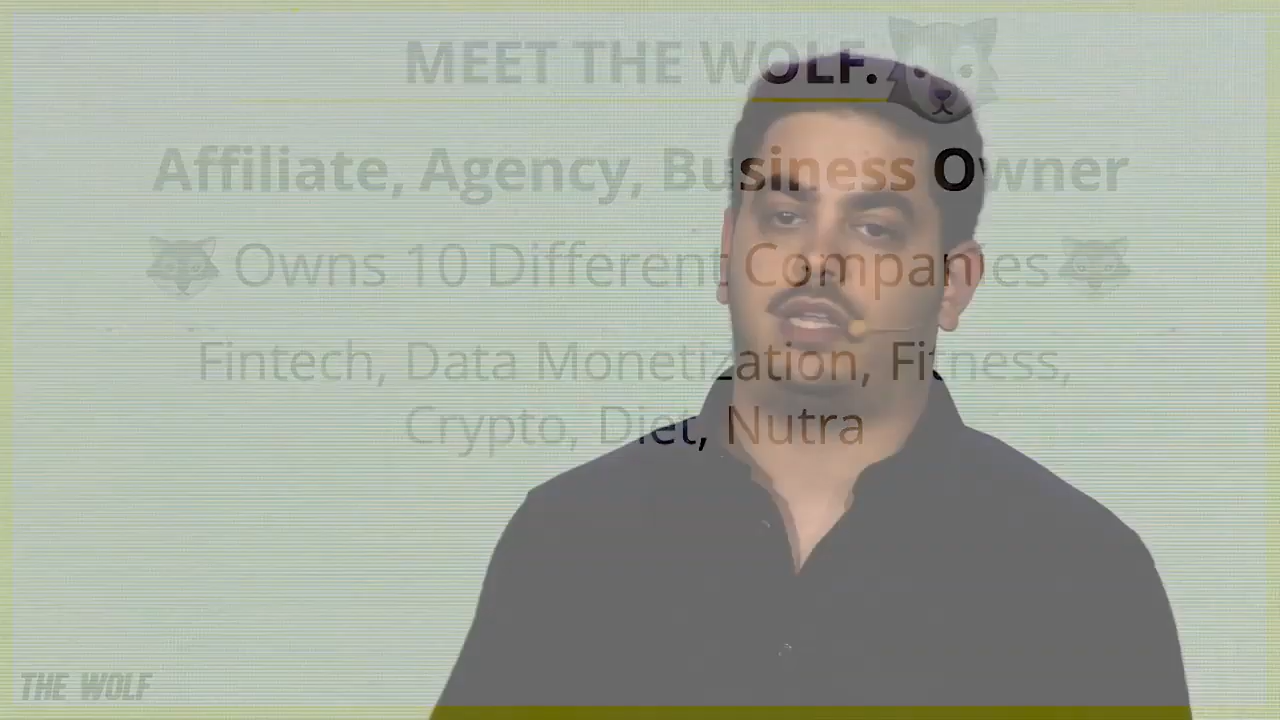 MEET THE WOLF.
Affiliate, Agency, Business Owner
Owns 10 Different Companies
Fintech, Data Monetization, Fitness,
Crypto, Diet, Nutra
THE WOLF